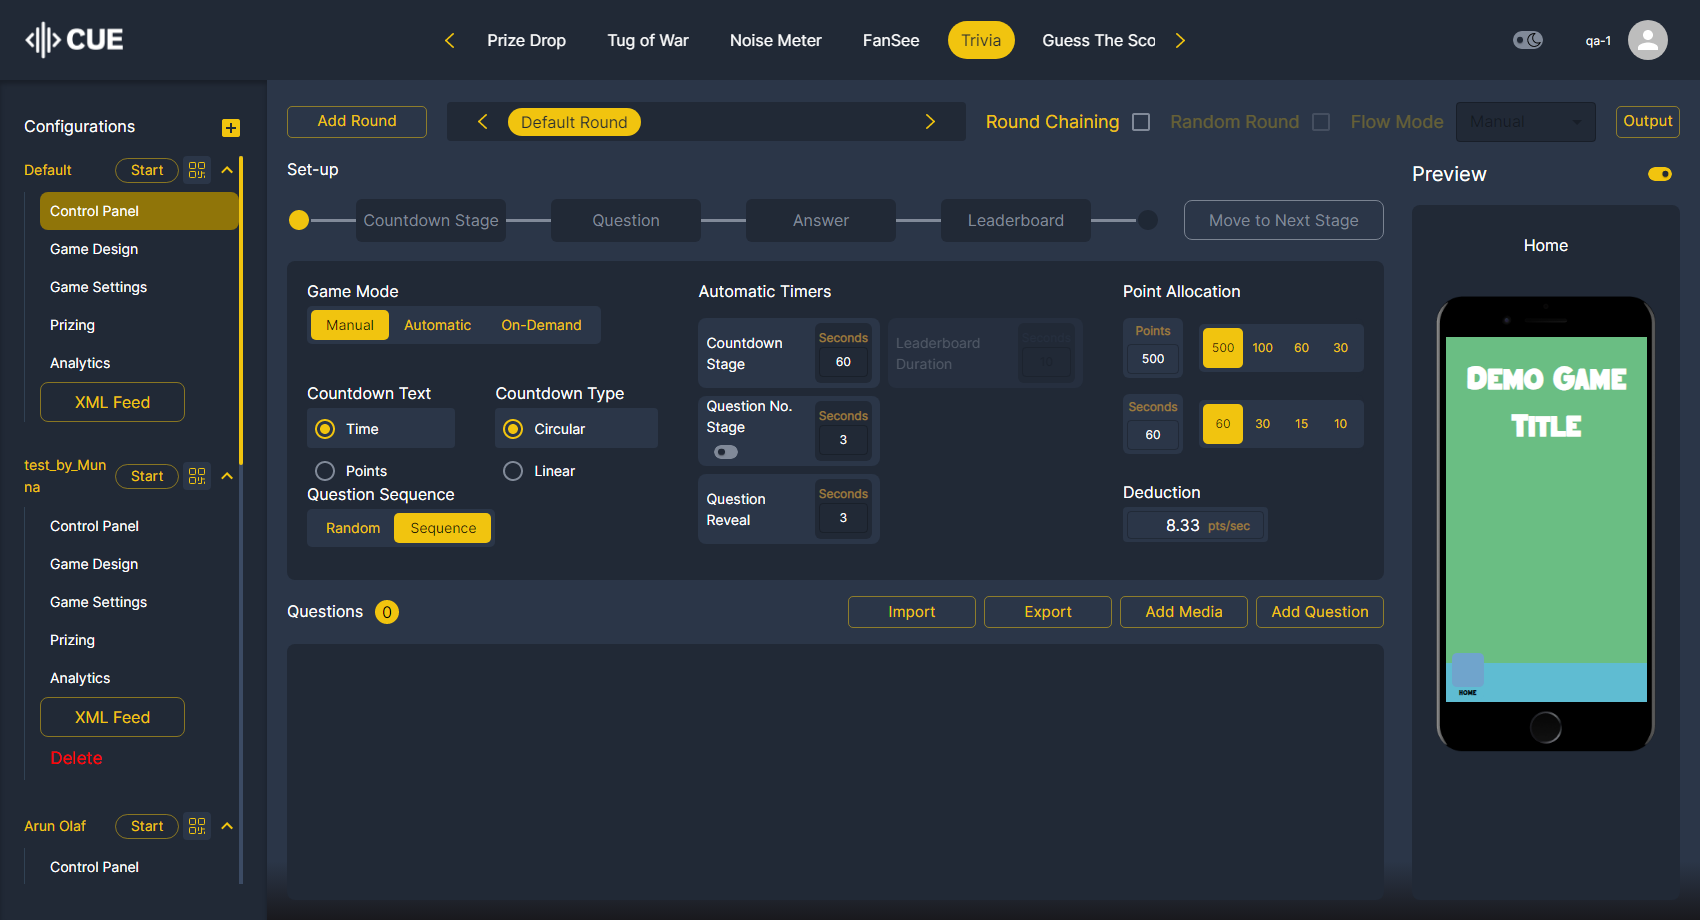 CUE
Prize Drop
Tug of War
Noise Meter
FanSee
Trivia
Guess The Sco
qa-1
Configurations
Default
Start
Control Panel
Game Design
Game Settings
Prizing
Analytics
XML Feed
test_by_Mun
na
Start
Control Panel
Game Design
Game Settings
Prizing
Analytics
XML Feed
Delete
Arun Olaf
Start
Control Panel
Add Round
Default Round
Round Chaining
Random Round
Flow Mode
Manual
Output
Set-up
Countdown Stage
Question
Answer
Leaderboard
Move to Next Stage
Game Mode
Manual
Automatic
On-Demand
Countdown Text
Time
Points
Countdown Type
Circular
Linear
Question Sequence
Random
Sequence
Automatic Timers
Countdown
Stage
Seconds
60
Leaderboard
Duration
Seconds
10
Question No.
Stage
Seconds
3
Question
Reveal
Seconds
3
Point Allocation
Points
500
500
100
60
30
Seconds
60
60
30
15
10
Deduction
8.33 pts/sec
Questions
0
Import
Export
Add Media
Add Question
Preview
Home
Demo Game
Title
HOME